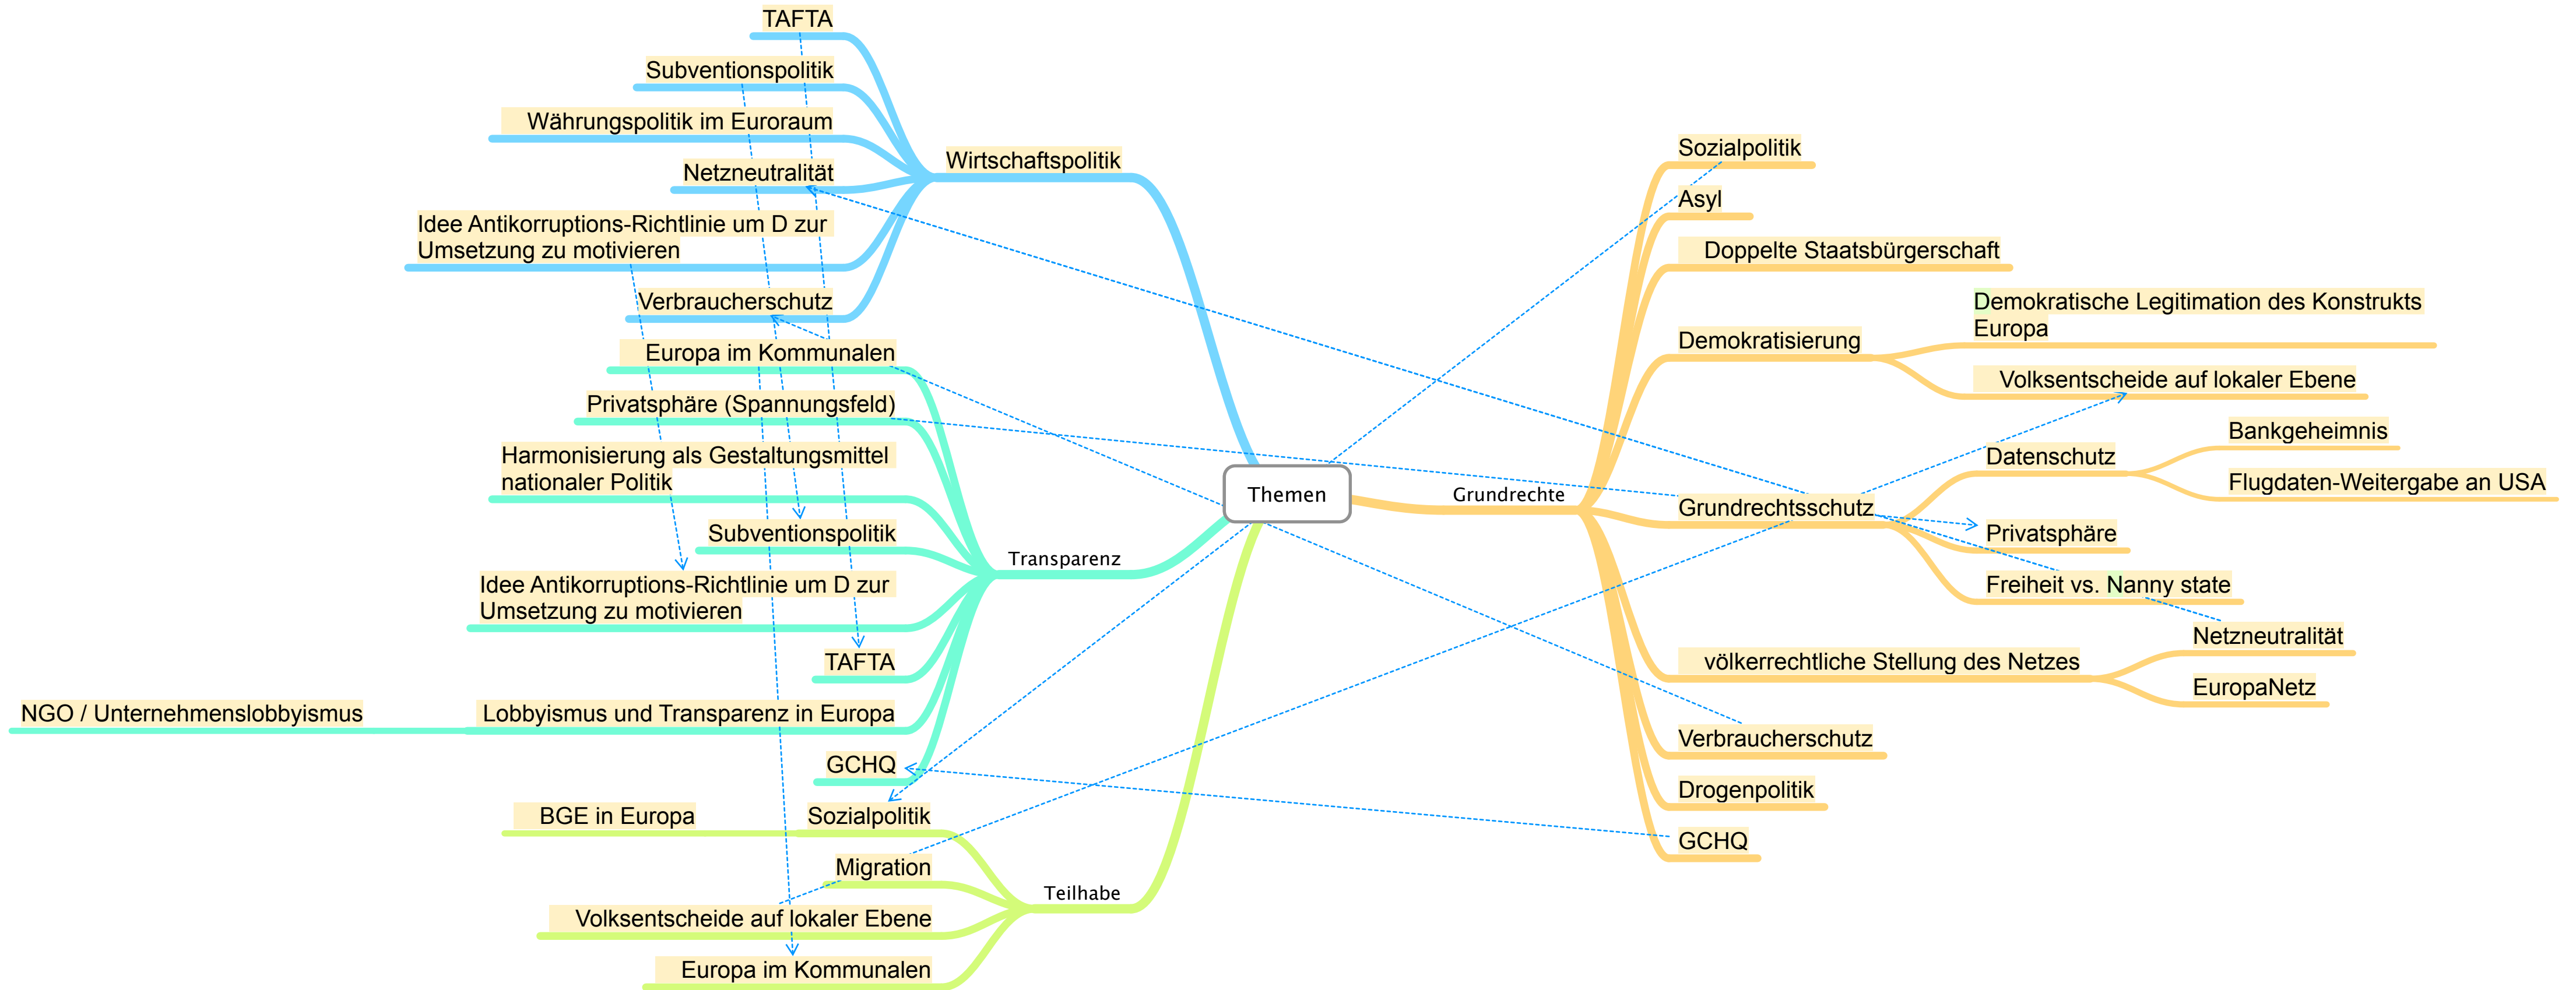 Themen
Wirtschaftspolitik
TAFTA
Subventionspolitik
Währungspolitik im Euroraum
Netzneutralität
Idee Antikorruptions-Richtlinie um D zur
Umsetzung zu motivieren
Verbraucherschutz
Transparenz
Europa im Kommunalen
Privatsphäre (Spannungsfeld)
Harmonisierung als Gestaltungsmittel
nationaler Politik
Subventionspolitik
Idee Antikorruptions-Richtlinie um D zur
Umsetzung zu motivieren
TAFTA
Lobbyismus und Transparenz in Europa
NGO / Unternehmenslobbyismus
GCHQ
Teilhabe
Sozialpolitik
BGE in Europa
Migration
Volksentscheide auf lokaler Ebene
Europa im Kommunalen
Grundrechte
Sozialpolitik
Asyl
Doppelte Staatsbürgerschaft
Demokratisierung
Demokratische Legitimation des Konstrukts
Europa
Volksentscheide auf lokaler Ebene
Grundrechtsschutz
Datenschutz
Bankgeheimnis
Flugdaten-Weitergabe an USA
Privatsphäre
Freiheit vs. Nanny state
völkerrechtliche Stellung des Netzes
Netzneutralität
EuropaNetz
Verbraucherschutz
Drogenpolitik
GCHQ